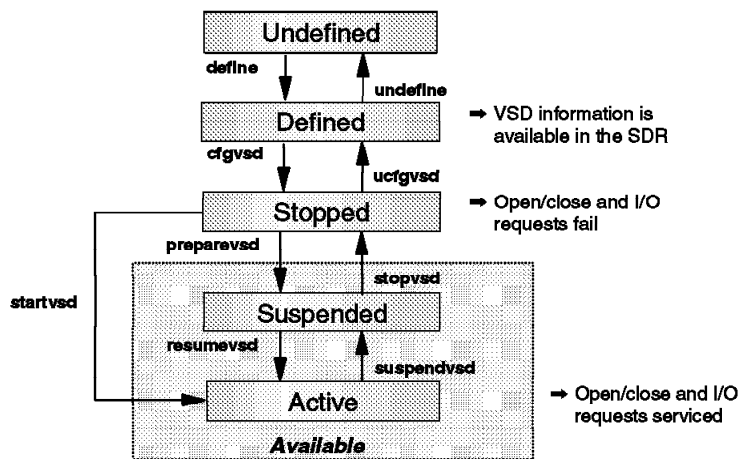 Undefined
define
undefine
Defined
➡ VSD information is
available in the SDR
cfgvsd
ucfgvsd
Stopped
➡ Open/close and I/O
requests fail
preparevsd
stopvsd
startvsd
Suspended
resumevsd
suspendvsd
Active
➡ Open/close and I/O
requests serviced
Available